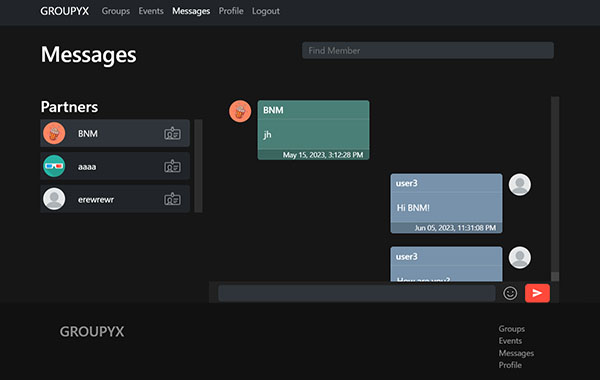 GROUPYX Groups Events Messages Profile Logout
Messages
Find Member
Partners
BNM
aaaa
erewrewr
BNM
jh
May 15, 2023, 3:12:28 PM
user3
Hi BNM!
Jun 05, 2023, 11:31:08 PM
user3
How are you?
GROUPYX
Groups
Events
Messages
Profile